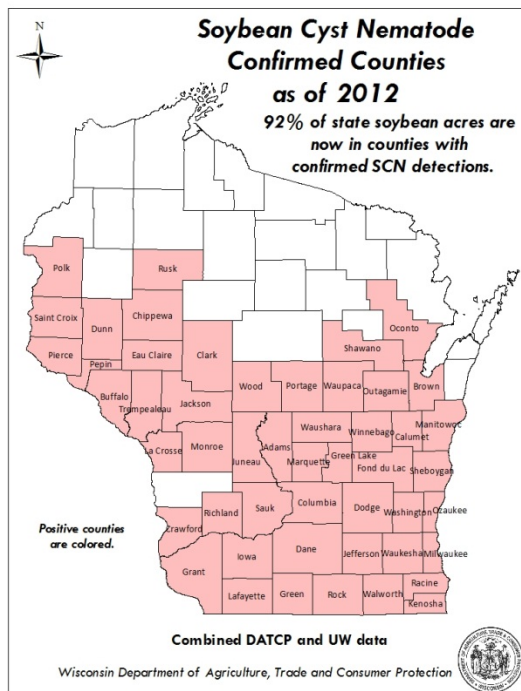 N
Soybean Cyst Nematode
Confirmed Counties
as of 2012
92% of state soybean acres are
now in counties with
confirmed SCN detections.
Polk
Rusk
Saint Croix
Dunn
Chippewa
Oconto
Pierce
Pepin
Eau Claire
Clark
Shawano
Buffalo
Trempealeau
Jackson
Wood
Portage
Waupaca
Outagamie
Brown
La Crosse
Monroe
Juneau
Adams
Waushara
Marquette
Green Lake
Winnebago
Calumet
Manitowoc
Fond du Lac
Sheboygan
Crawford
Richland
Sauk
Columbia
Dodge
Washington
Ozaukee
Positive counties
are colored.
Grant
Iowa
Dane
Jefferson
Waukesha
Milwaukee
Lafayette
Green
Rock
Walworth
Racine
Kenosha
Combined DATCP and UW data
Wisconsin Department of Agriculture, Trade and Consumer Protection